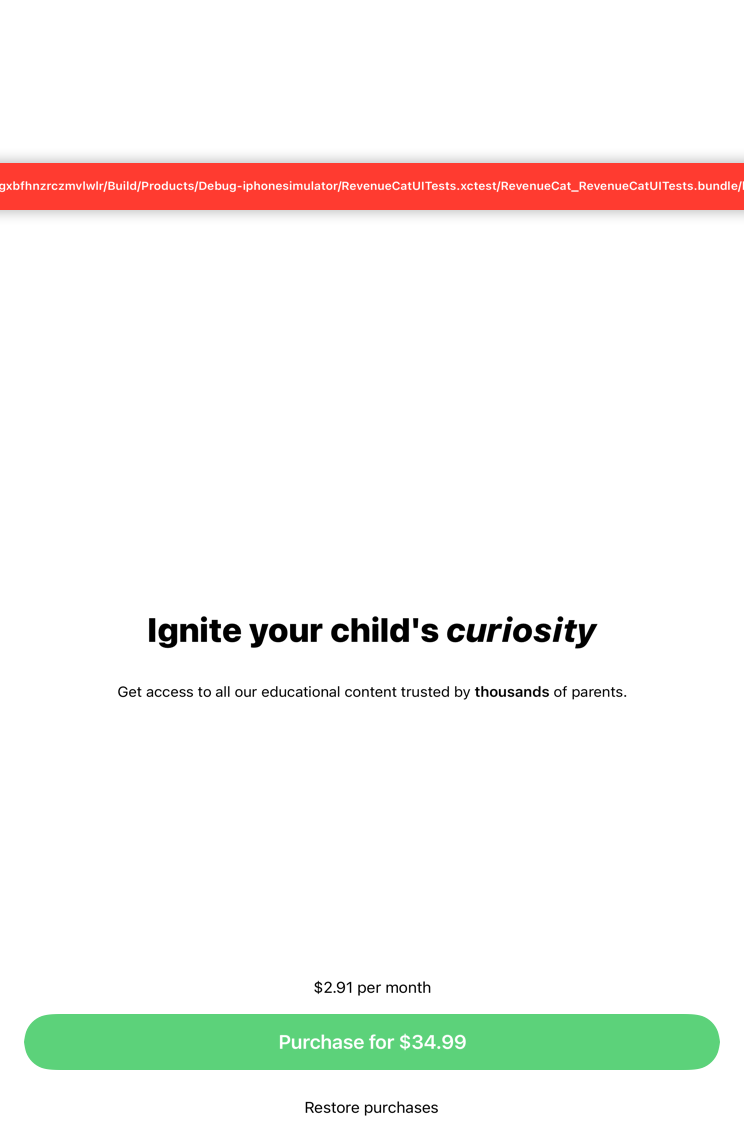 gxbfhnzrczmvlwlr/Build/Products/Debug-iphonesimulator/RevenueCatUITests.xctest/RevenueCat_RevenueCatUITests.bundle/
Ignite your child's curiosity
Get access to all our educational content trusted by thousands of parents.
$2.91 per month
Purchase for $34.99
Restore purchases